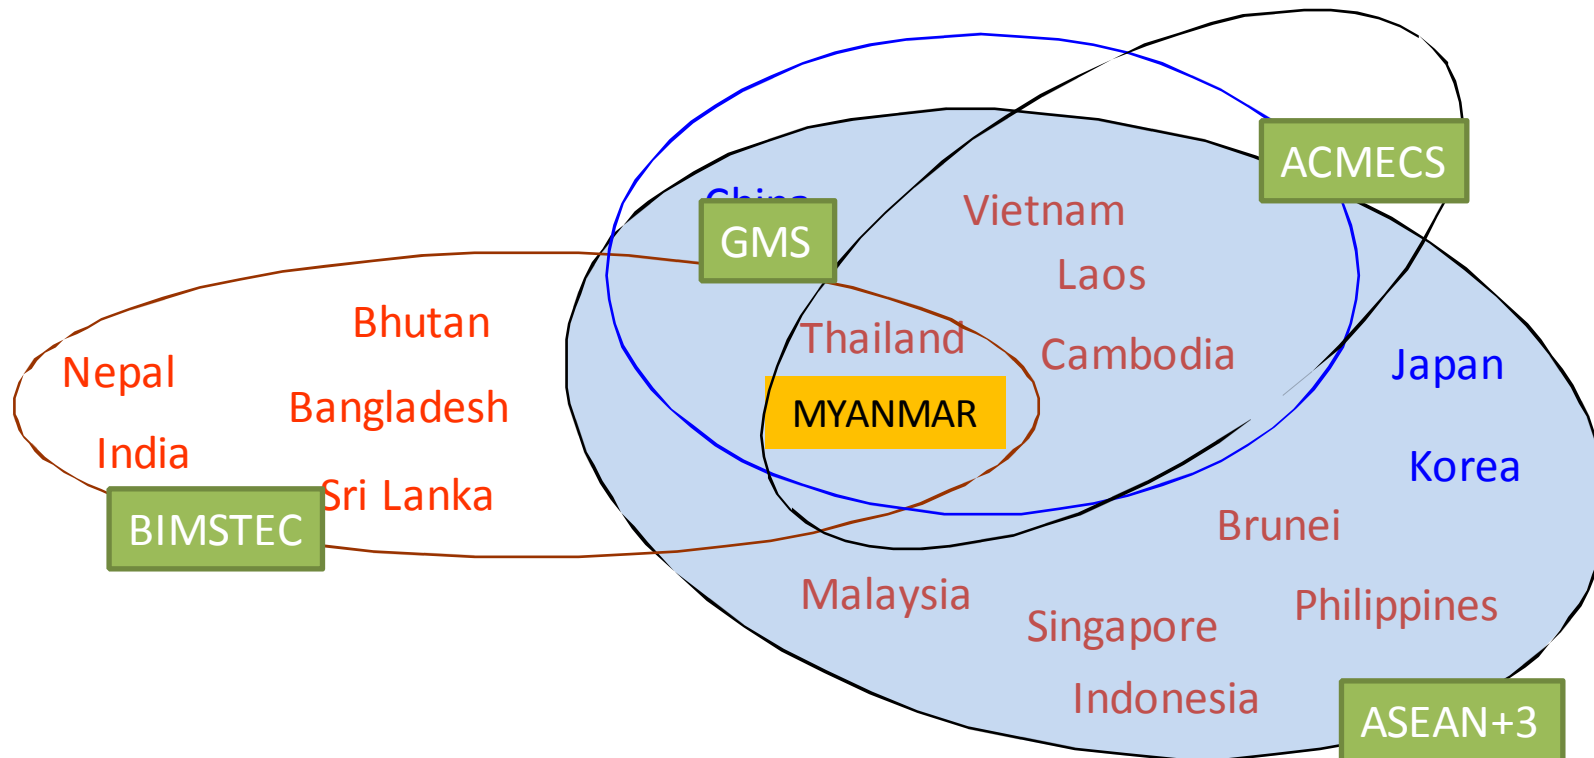 ACMECS
China
Vietnam
GMS
Laos
Bhutan
Thailand
Cambodia
Nepal
Japan
Bangladesh
MYANMAR
India
Korea
Sri Lanka
BIMSTEC
Brunei
Malaysia
Philippines
Singapore
Indonesia
ASEAN+3